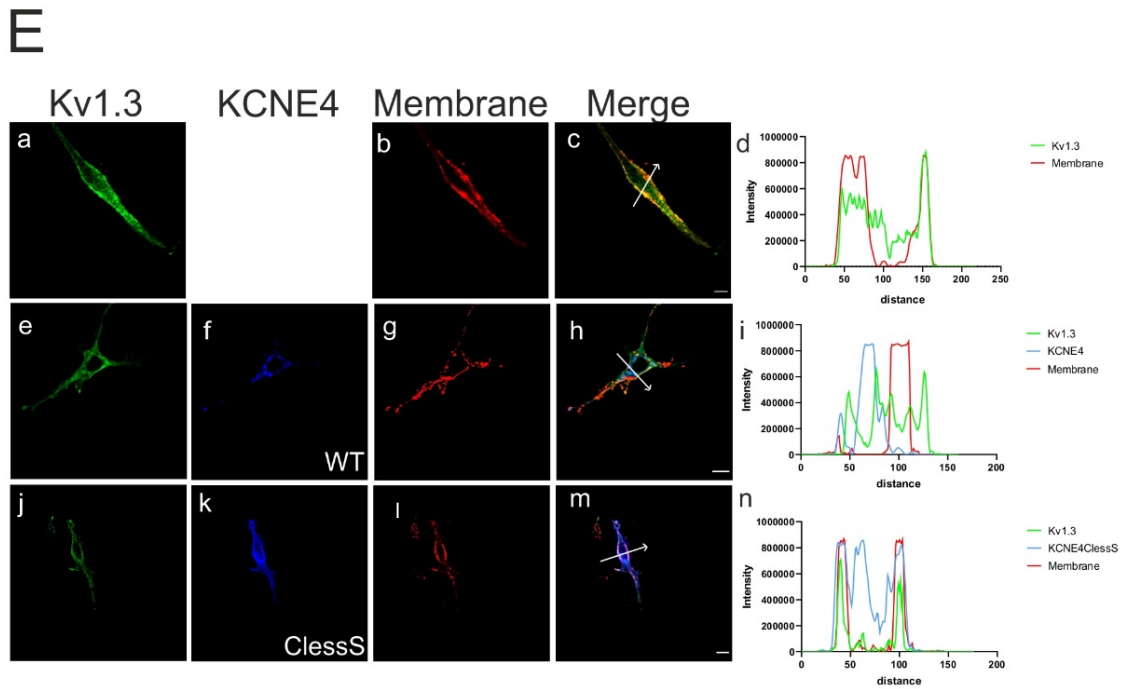 E
Kv1.3 KCNE4 Membrane Merge
a b c d
1000000
800000
600000
400000
200000
0
Intensity
0 50 100 150 200 250
distance
Kv1.3
Membrane
e f g h i
WT
1000000
800000
600000
400000
200000
0
Intensity
0 50 100 150 200
distance
Kv1.3
KCNE4
Membrane
j k l m n
ClessS
1000000
800000
600000
400000
200000
0
Intensity
0 50 100 150 200
distance
Kv1.3
KCNE4ClessS
Membrane